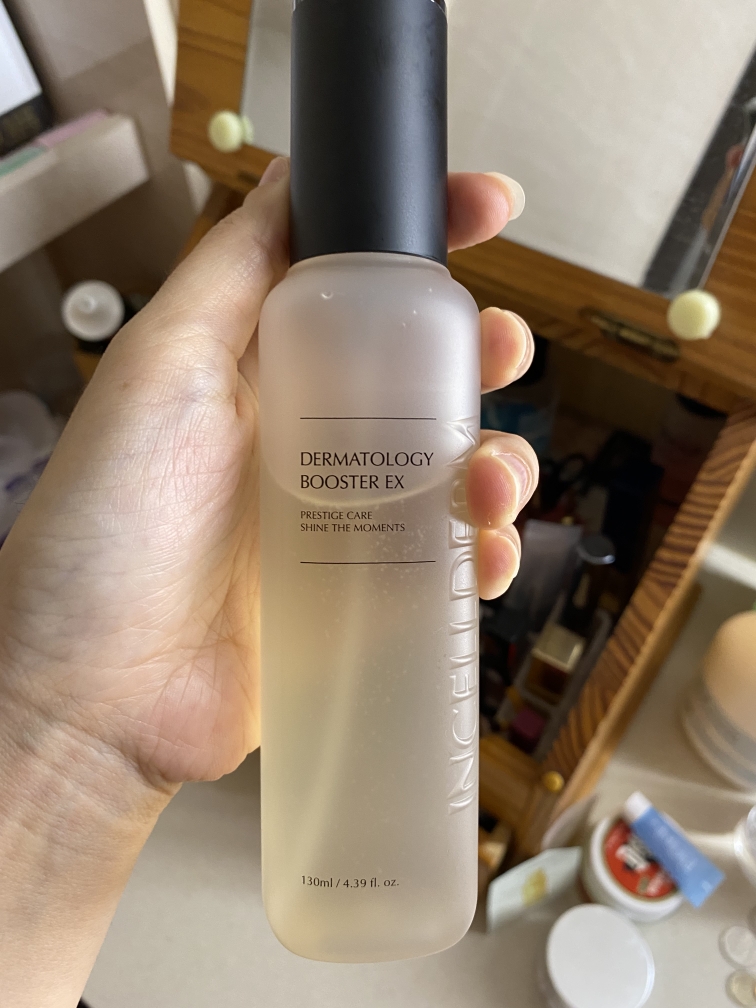 DERMATOLOGY
BOOSTER EX
PRESTIGE CARE
SHINE THE MOMENTS
130ml / 4.39 fl. oz.
INCELLDERM